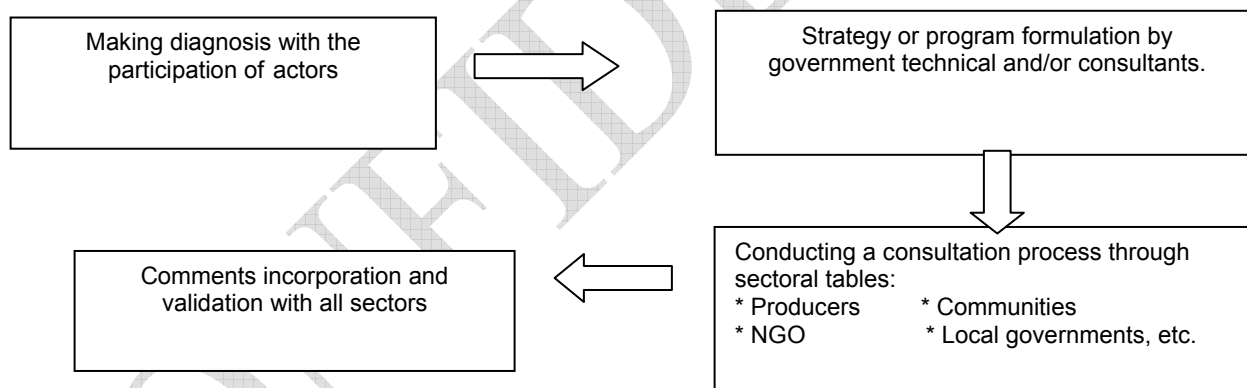 Making diagnosis with the
participation of actors
Strategy or program formulation by
government technical and/or consultants.
Conducting a consultation process through
sectoral tables:
* Producers * Communities
* NGO * Local governments, etc.
Comments incorporation and
validation with all sectors